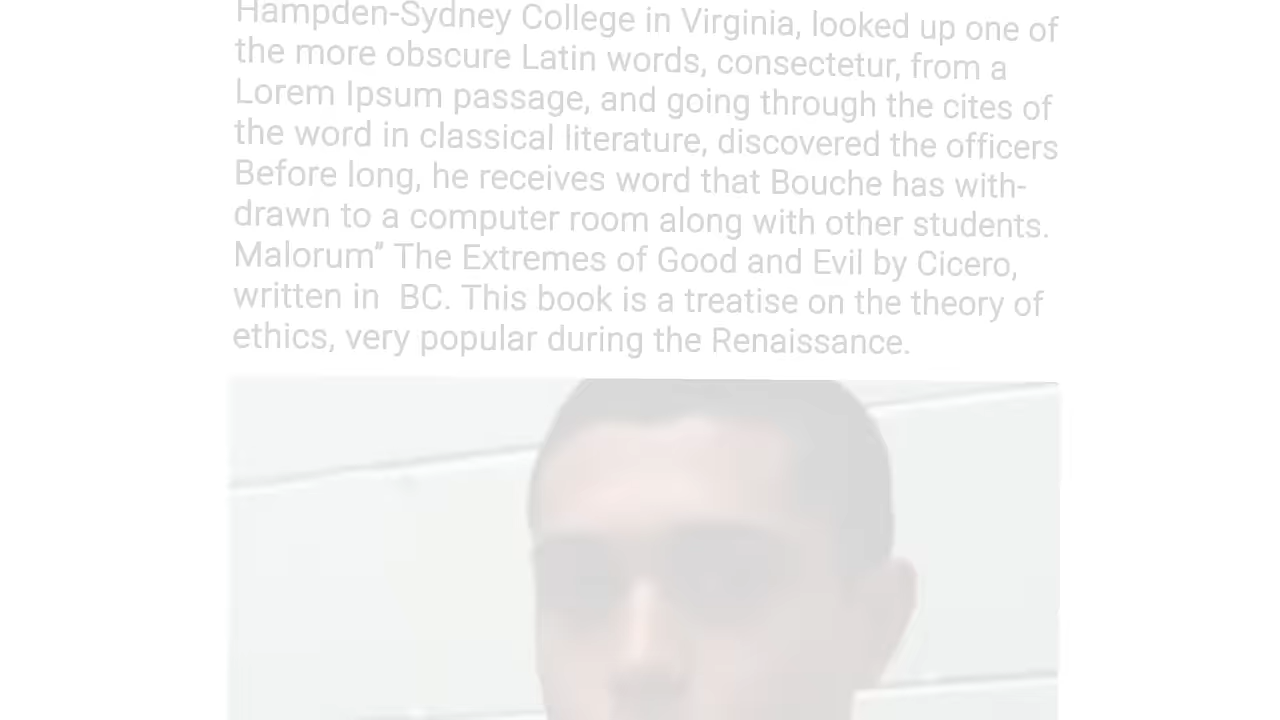 Hampden-Sydney College in Virginia, looked up one of
the more obscure Latin words, consectetur, from a
Lorem Ipsum passage, and going through the cites of
the word in classical literature, discovered the officers
Before long, he receives word that Bouche has with-
drawn to a computer room along with other students.
Malorum” The Extremes of Good and Evil by Cicero,
written in  BC. This book is a treatise on the theory of
ethics, very popular during the Renaissance.